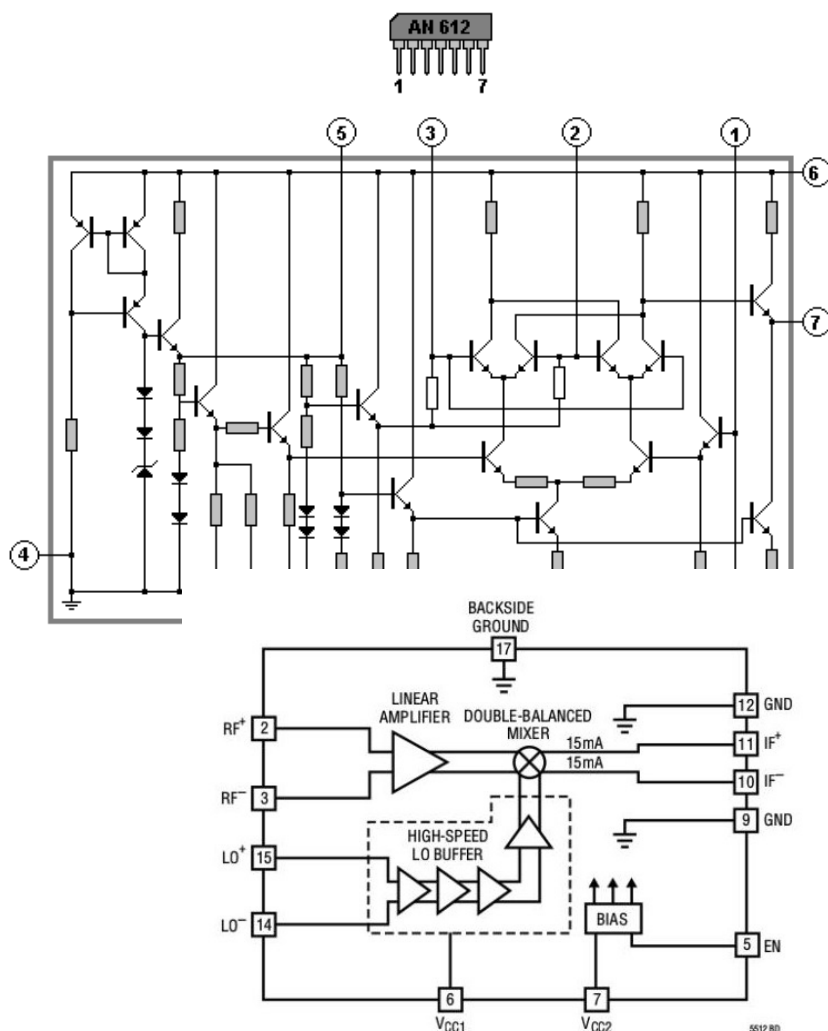 AN 612
1 7
5 3 2 1
6
7
4
BACKSIDE
GROUND
17
LINEAR
AMPLIFIER
DOUBLE-BALANCED
MIXER
12 GND
RF+ 2
15mA
11 IF+
15mA
10 IF−
RF− 3
9 GND
HIGH-SPEED
LO BUFFER
LO+ 15
BIAS
LO− 14
5 EN
6 7
VCC1 VCC2
5512 BD